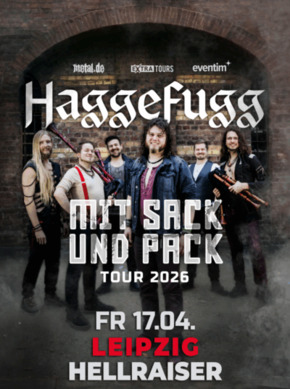 metal.de EXTRATOURS eventim
Haggefugg
MIT SACK
UND PACK
TOUR 2026
FR 17.04.
LEIPZIG
HELLRAISER